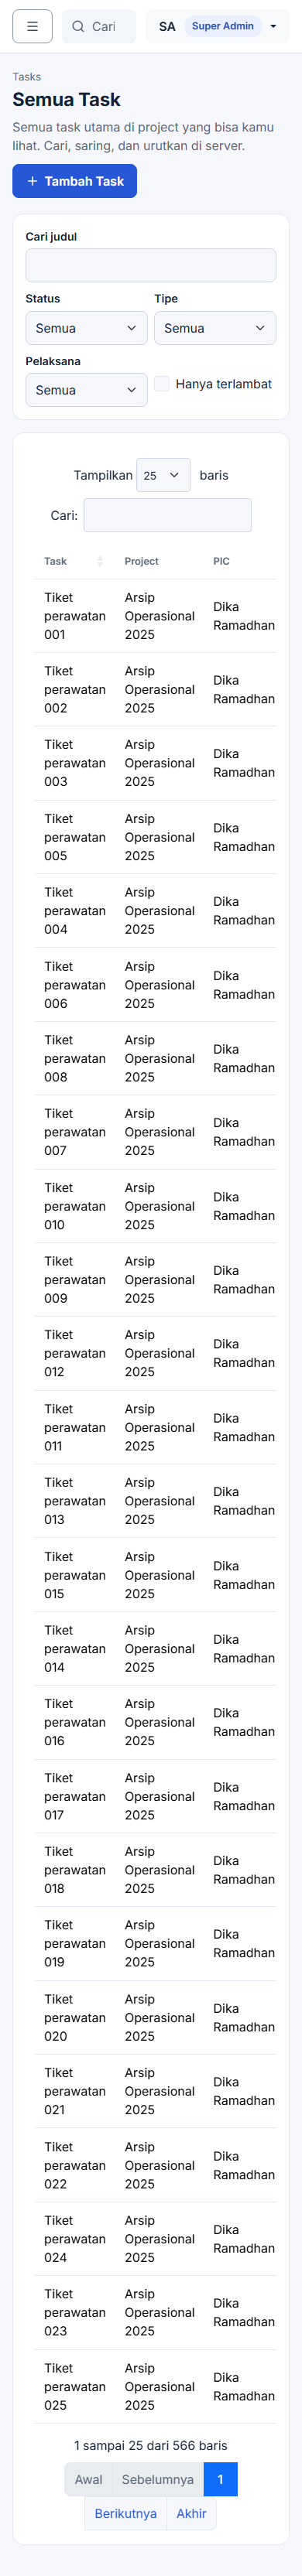 Cari
SA Super Admin
Tasks
Semua Task
Semua task utama di project yang bisa kamu
lihat. Cari, saring, dan urutkan di server.
+ Tambah Task
Cari judul
Status Tipe
Semua Semua
Pelaksana
Semua Hanya terlambat
Tampilkan 25 baris
Cari:
Task Project PIC
Tiket perawatan 001 Arsip Operasional 2025 Dika Ramadhan
Tiket perawatan 002 Arsip Operasional 2025 Dika Ramadhan
Tiket perawatan 003 Arsip Operasional 2025 Dika Ramadhan
Tiket perawatan 005 Arsip Operasional 2025 Dika Ramadhan
Tiket perawatan 004 Arsip Operasional 2025 Dika Ramadhan
Tiket perawatan 006 Arsip Operasional 2025 Dika Ramadhan
Tiket perawatan 008 Arsip Operasional 2025 Dika Ramadhan
Tiket perawatan 007 Arsip Operasional 2025 Dika Ramadhan
Tiket perawatan 010 Arsip Operasional 2025 Dika Ramadhan
Tiket perawatan 009 Arsip Operasional 2025 Dika Ramadhan
Tiket perawatan 012 Arsip Operasional 2025 Dika Ramadhan
Tiket perawatan 011 Arsip Operasional 2025 Dika Ramadhan
Tiket perawatan 013 Arsip Operasional 2025 Dika Ramadhan
Tiket perawatan 015 Arsip Operasional 2025 Dika Ramadhan
Tiket perawatan 014 Arsip Operasional 2025 Dika Ramadhan
Tiket perawatan 016 Arsip Operasional 2025 Dika Ramadhan
Tiket perawatan 017 Arsip Operasional 2025 Dika Ramadhan
Tiket perawatan 018 Arsip Operasional 2025 Dika Ramadhan
Tiket perawatan 019 Arsip Operasional 2025 Dika Ramadhan
Tiket perawatan 020 Arsip Operasional 2025 Dika Ramadhan
Tiket perawatan 021 Arsip Operasional 2025 Dika Ramadhan
Tiket perawatan 022 Arsip Operasional 2025 Dika Ramadhan
Tiket perawatan 024 Arsip Operasional 2025 Dika Ramadhan
Tiket perawatan 023 Arsip Operasional 2025 Dika Ramadhan
Tiket perawatan 025 Arsip Operasional 2025 Dika Ramadhan
1 sampai 25 dari 566 baris
Awal Sebelumnya 1
Berikutnya Akhir